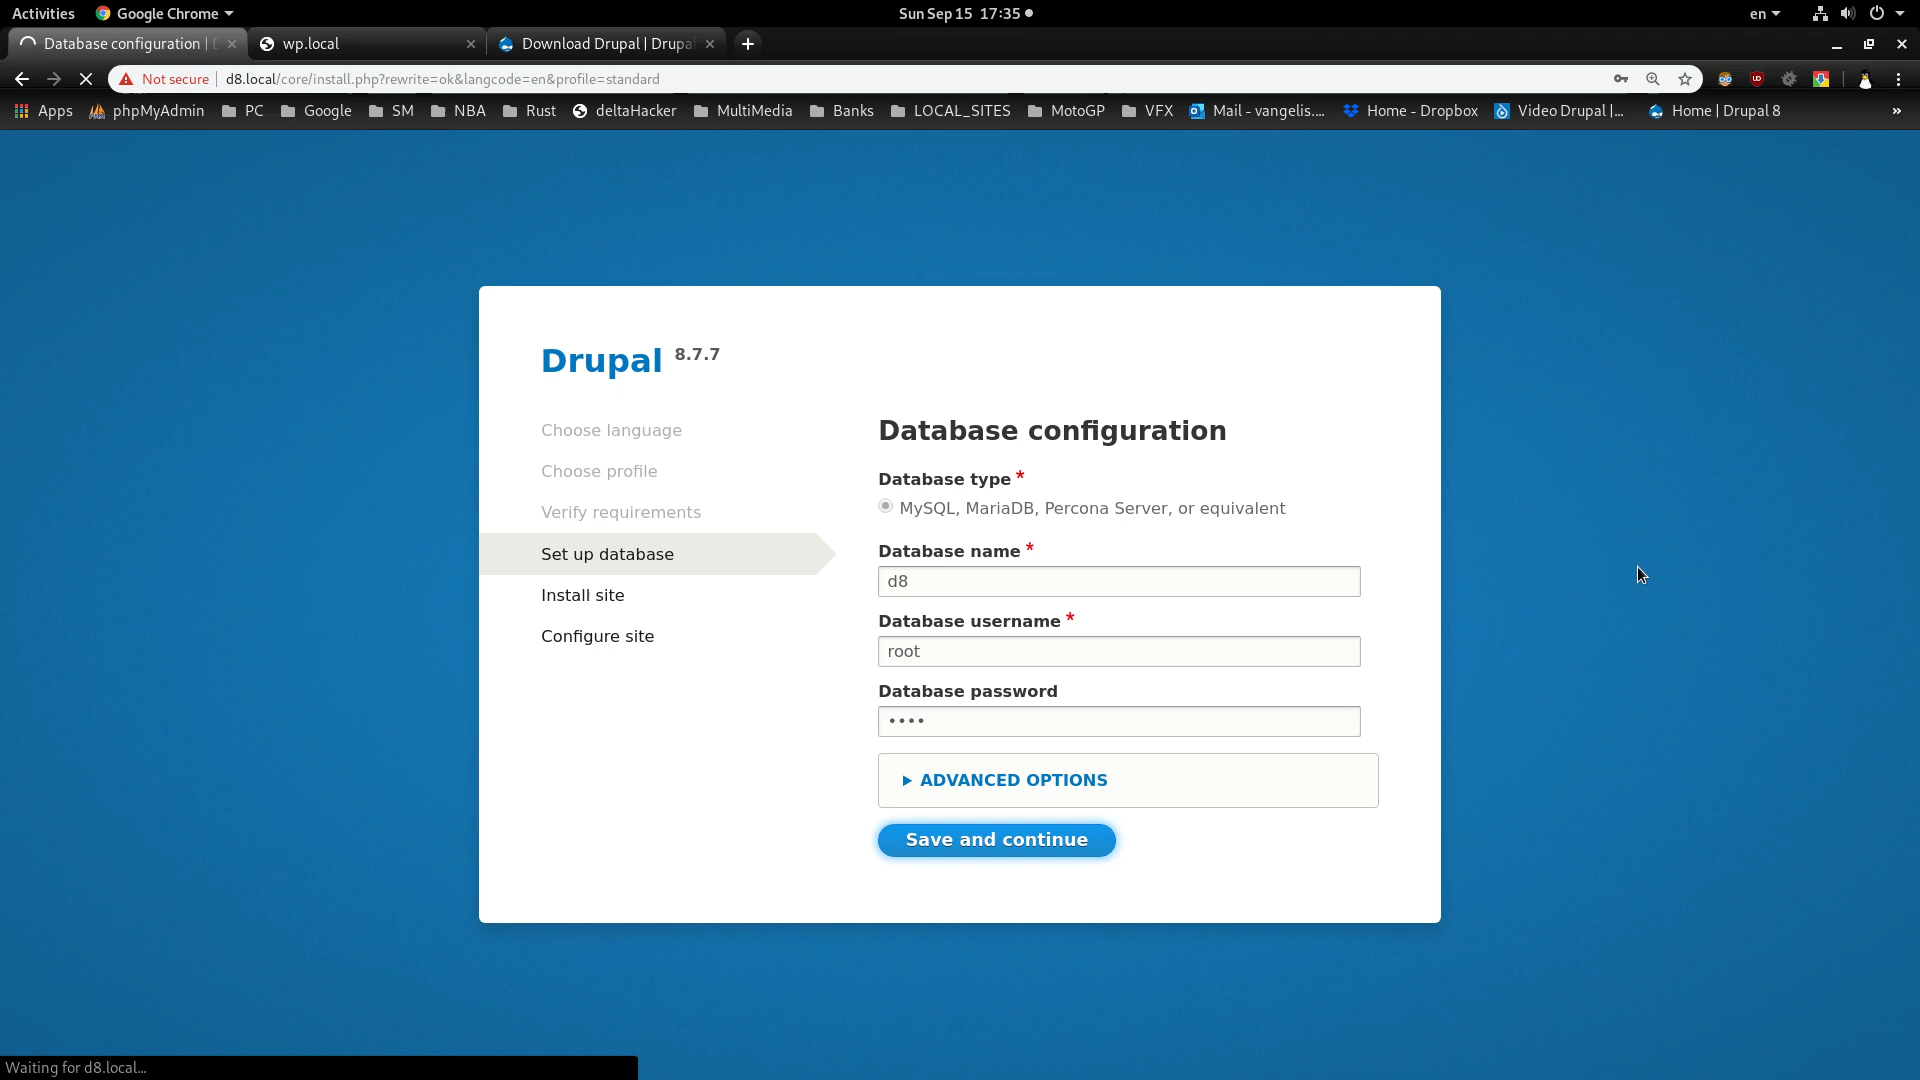 Activities Google Chrome Sun Sep 15 17:35 en
Database configuration | D wp.local Download Drupal | Drupal
Not secure d8.local/core/install.php?rewrite=ok&langcode=en&profile=standard
Apps phpMyAdmin PC Google SM NBA Rust deltaHacker MultiMedia Banks LOCAL_SITES MotoGP VFX Mail - vangelis.... Home - Dropbox Video Drupal |... Home | Drupal 8 »
Drupal 8.7.7
Choose language
Choose profile
Verify requirements
Set up database
Install site
Configure site
Database configuration
Database type *
MySQL, MariaDB, Percona Server, or equivalent
Database name *
d8
Database username *
root
Database password
••••
ADVANCED OPTIONS
Save and continue
Waiting for d8.local...